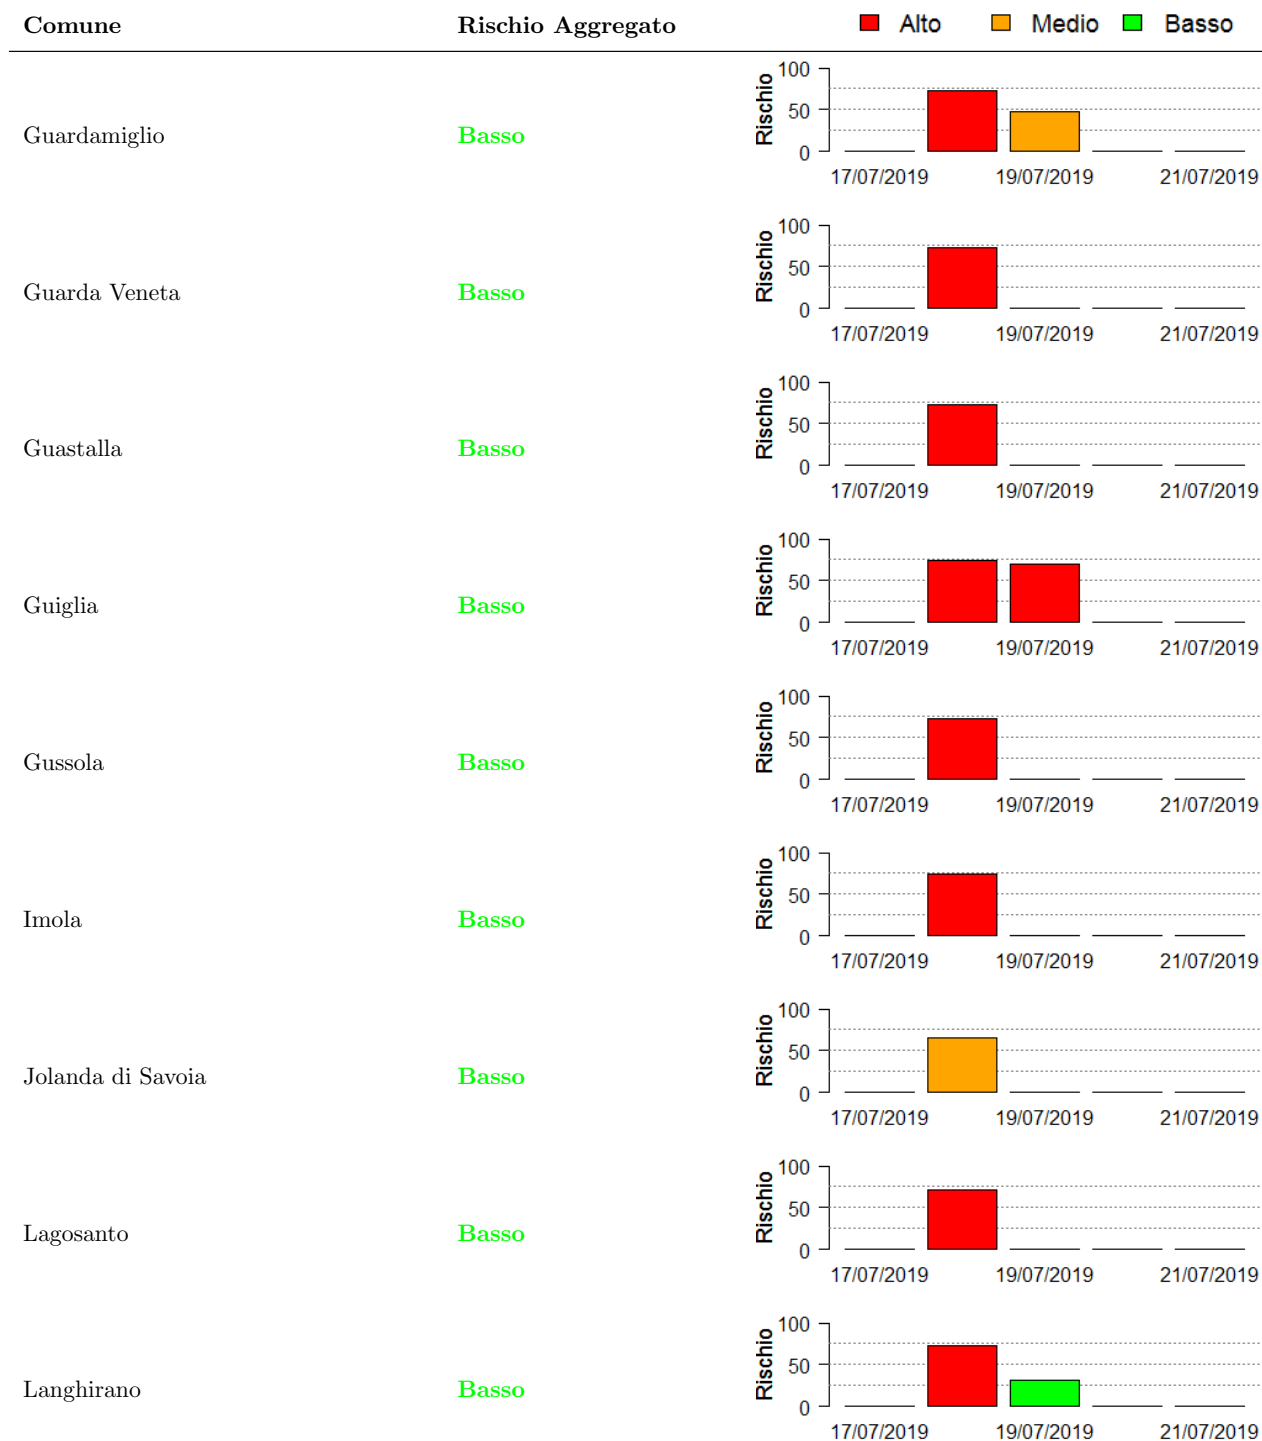 Comune Rischio Aggregato Alto Medio Basso
100
50
0
Rischio
Guardamiglio Basso
17/07/2019 19/07/2019 21/07/2019
100
50
0
Rischio
Guarda Veneta Basso
17/07/2019 19/07/2019 21/07/2019
100
50
0
Rischio
Guastalla Basso
17/07/2019 19/07/2019 21/07/2019
100
50
0
Rischio
Guiglia Basso
17/07/2019 19/07/2019 21/07/2019
100
50
0
Rischio
Gussola Basso
17/07/2019 19/07/2019 21/07/2019
100
50
0
Rischio
Imola Basso
17/07/2019 19/07/2019 21/07/2019
100
50
0
Rischio
Jolanda di Savoia Basso
17/07/2019 19/07/2019 21/07/2019
100
50
0
Rischio
Lagosanto Basso
17/07/2019 19/07/2019 21/07/2019
100
50
0
Rischio
Langhirano Basso
17/07/2019 19/07/2019 21/07/2019